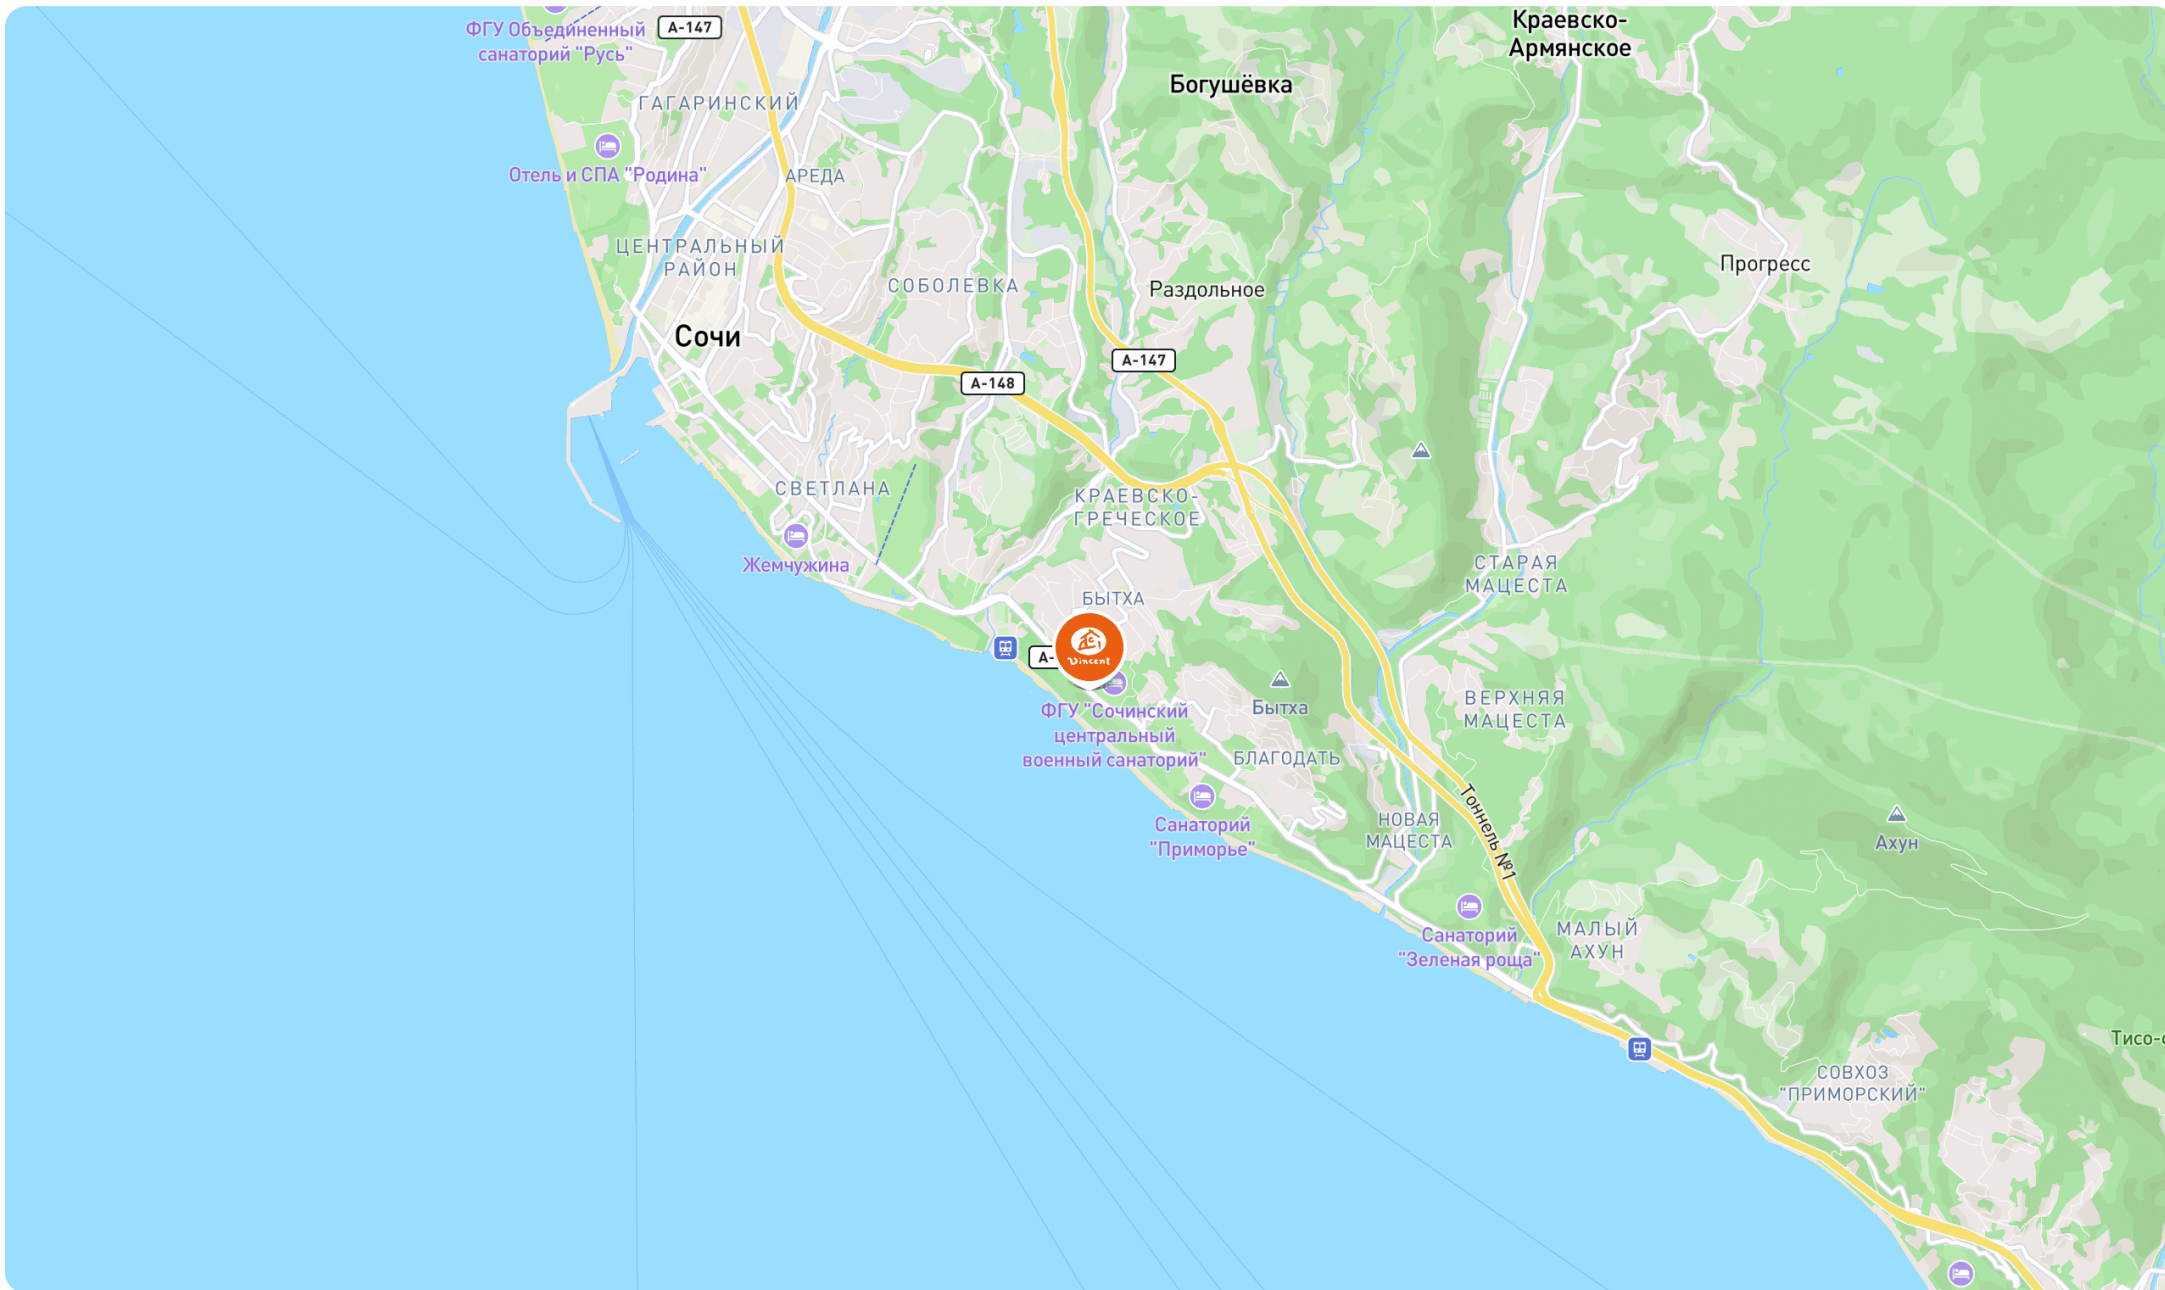 ФГУ Объединенный
санаторий "Русь"
А-147
Краевско-
Армянское
Богушёвка
ГАГАРИНСКИЙ
Отель и СПА "Родина"
АРЕДА
ЦЕНТРАЛЬНЫЙ
РАЙОН
СОБОЛЕВКА
Раздольное
Прогресс
Сочи
А-147
А-148
СВЕТЛАНА
КРАЕВСКО-
ГРЕЧЕСКОЕ
Жемчужина
СТАРАЯ
МАЦЕСТА
БЫТХА
Vincent
А-
ФГУ "Сочинский
центральный
военный санаторий"
Бытха
ВЕРХНЯЯ
МАЦЕСТА
БЛАГОДАТЬ
Санаторий
"Приморье"
НОВАЯ
МАЦЕСТА
Тоннель №1
Ахун
Санаторий
"Зеленая роща"
МАЛЫЙ
АХУН
Тисо-с
СОВХОЗ
"ПРИМОРСКИЙ"